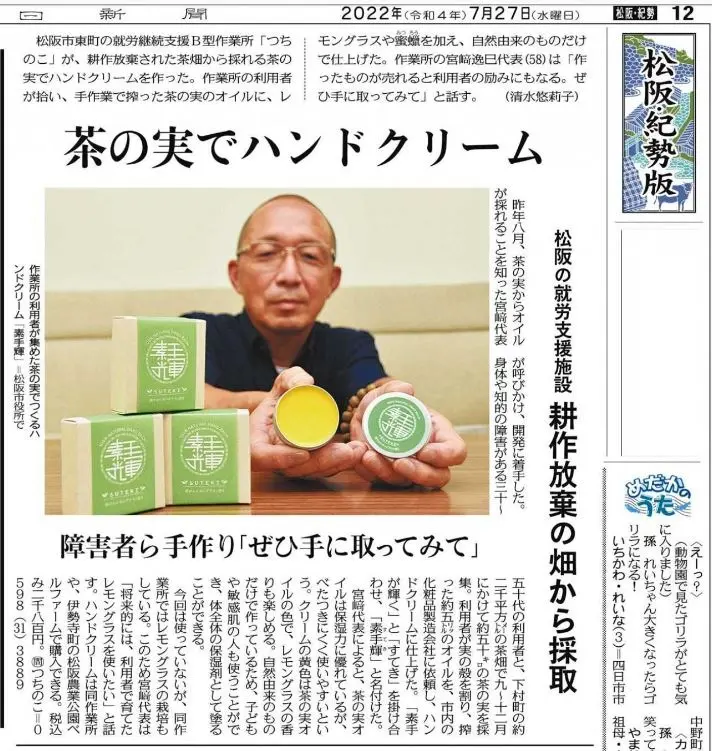 日 新 聞
2022年(令和4年)7月27日(水曜日)
松阪・紀勢 12
松阪・紀勢版
松阪市東町の就労継続支援B型作業所「つち
のこ」が、耕作放棄された茶畑から採れる茶の
実でハンドクリームを作った。作業所の利用者
が拾い、手作業で搾った茶の実のオイルに、レ
モングラスや蜜蠟を加え、自然由来のものだけ
で仕上げた。作業所の宮﨑逸巳代表(58)は「作
ったものが売れると利用者の励みにもなる。ぜ
ひ手に取ってみて」と話す。 (清水悠莉子)
茶の実でハンドクリーム
松阪の就労支援施設
耕作放棄の畑から採取
昨年八月、茶の実からオイル
が採れることを知った宮﨑代表
が呼びかけ、開発に着手した。
身体や知的の障害がある三十~
素手輝
SUTEKI
素手輝
SUTEKI
素手輝
SUTEKI
素手輝
作業所の利用者が集めた茶の実でつくるハ
ンドクリーム「素手輝」=松阪市役所で
障害者ら手作り「ぜひ手に取ってみて」
五十代の利用者と、下村町の約
二千平方㍍の茶畑で九~十二月
にかけて約五十㌔の茶の実を採
集。利用者が実の殻を割り、搾
った約五㍑のオイルを、市内の
化粧品製造会社に依頼し、ハン
ドクリームに仕上げた。「素手
が輝く」と「すてき」を掛け合
わせ、「素手輝」と名付けた。
宮﨑代表によると、茶の実オ
イルは保湿力に優れているが、
べたつきにくく使いやすいとい
う。クリームの黄色は茶の実オ
イルの色で、レモングラスの香
りも楽しめる。自然由来のもの
だけで作っているため、子ども
や敏感肌の人も使うことがで
き、体全体の保湿剤として塗る
ことができる。
今回は使っていないが、同作
業所ではレモングラスの栽培も
している。このため宮﨑代表は
「将来的には、利用者で育てた
レモングラスを使いたい」と話
す。ハンドクリームは同作業所
や、伊勢寺町の松阪農業公園ベ
ルファームで購入できる。税込
み二千八百円。㉄つちのこ=0
598(31)3889
めだかのうた
〈えーっ?〉
(動物園で見たゴリラがとても気
に入りました)
孫 れいちゃん大きくなったらゴ
リラになる!
いちかわ・れいな(3)=四日市市
中野町
〈カ
孫
笑って
やま
祖母・